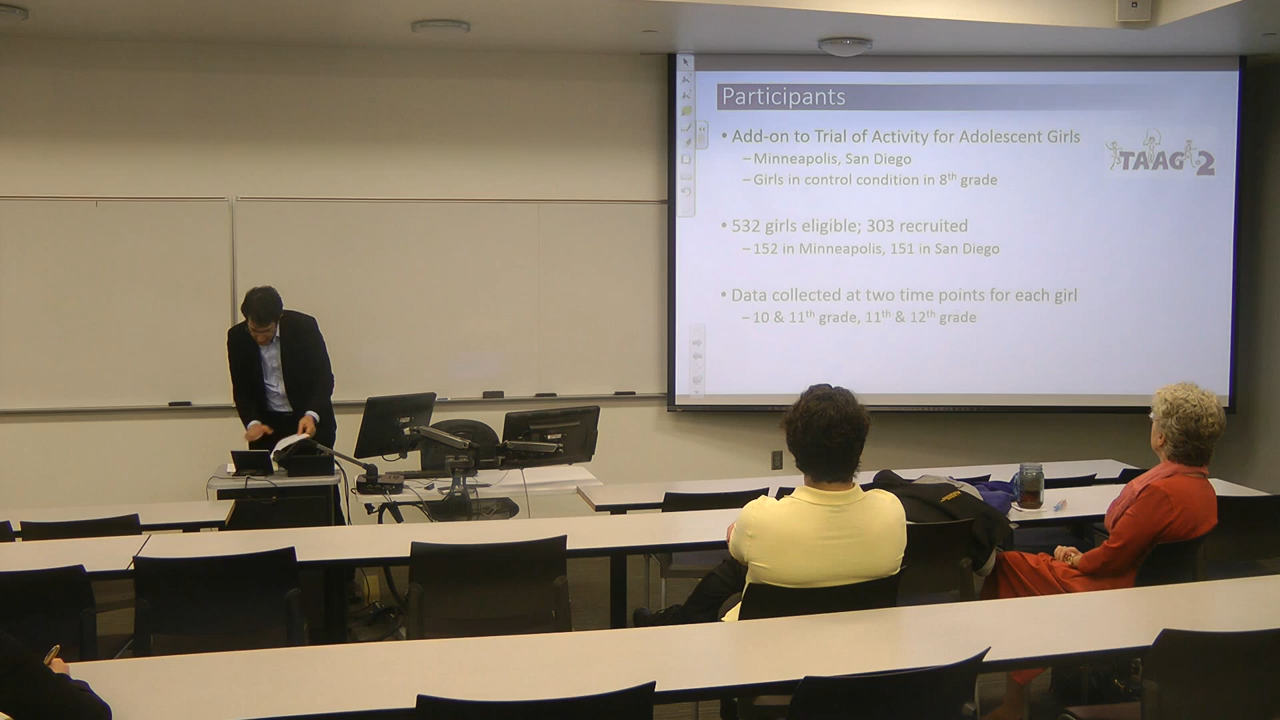 Participants
• Add-on to Trial of Activity for Adolescent Girls
– Minneapolis, San Diego
– Girls in control condition in 8th grade
TAAG 2
• 532 girls eligible; 303 recruited
– 152 in Minneapolis, 151 in San Diego
• Data collected at two time points for each girl
– 10 & 11th grade, 11th & 12th grade